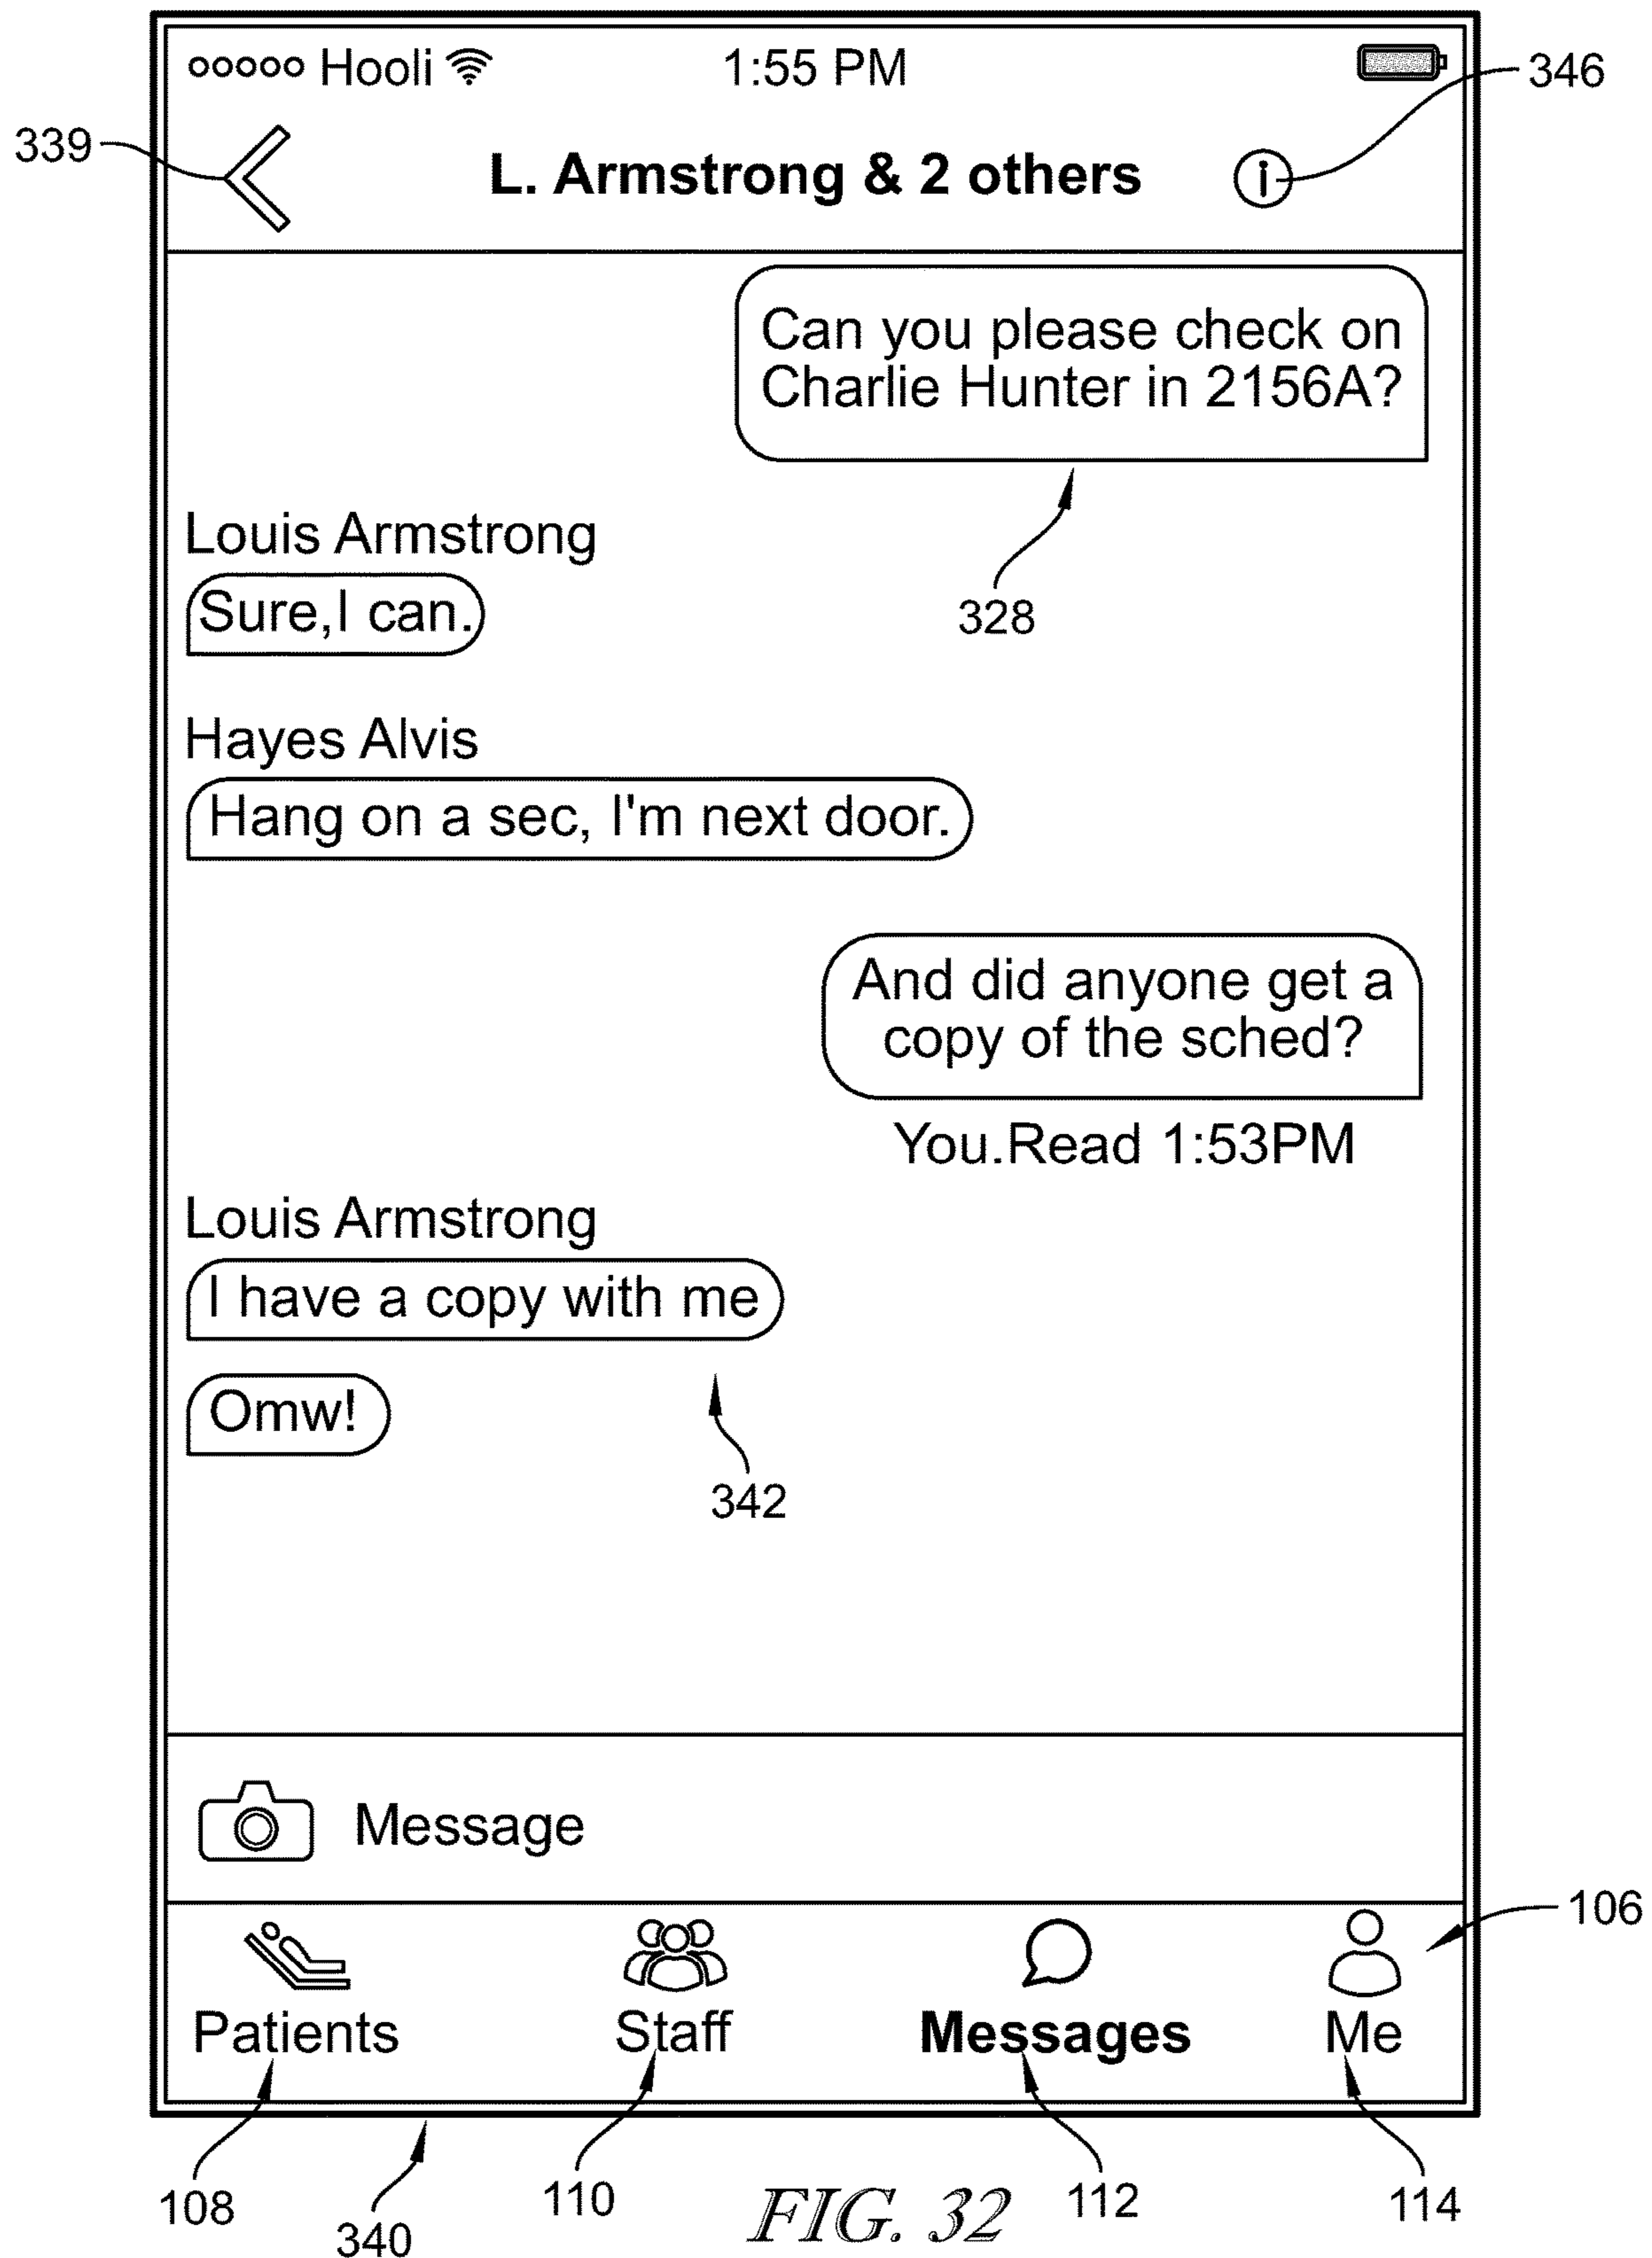 ooooo Hooli 1:55 PM
346
339
L. Armstrong & 2 others
Can you please check on
Charlie Hunter in 2156A?
328
Louis Armstrong
Sure,I can.
Hayes Alvis
Hang on a sec, I'm next door.
And did anyone get a
copy of the sched?
You.Read 1:53PM
Louis Armstrong
I have a copy with me
Omw!
342
Message
106
Patients Staff Messages Me
108 110 112 114
340
FIG. 32